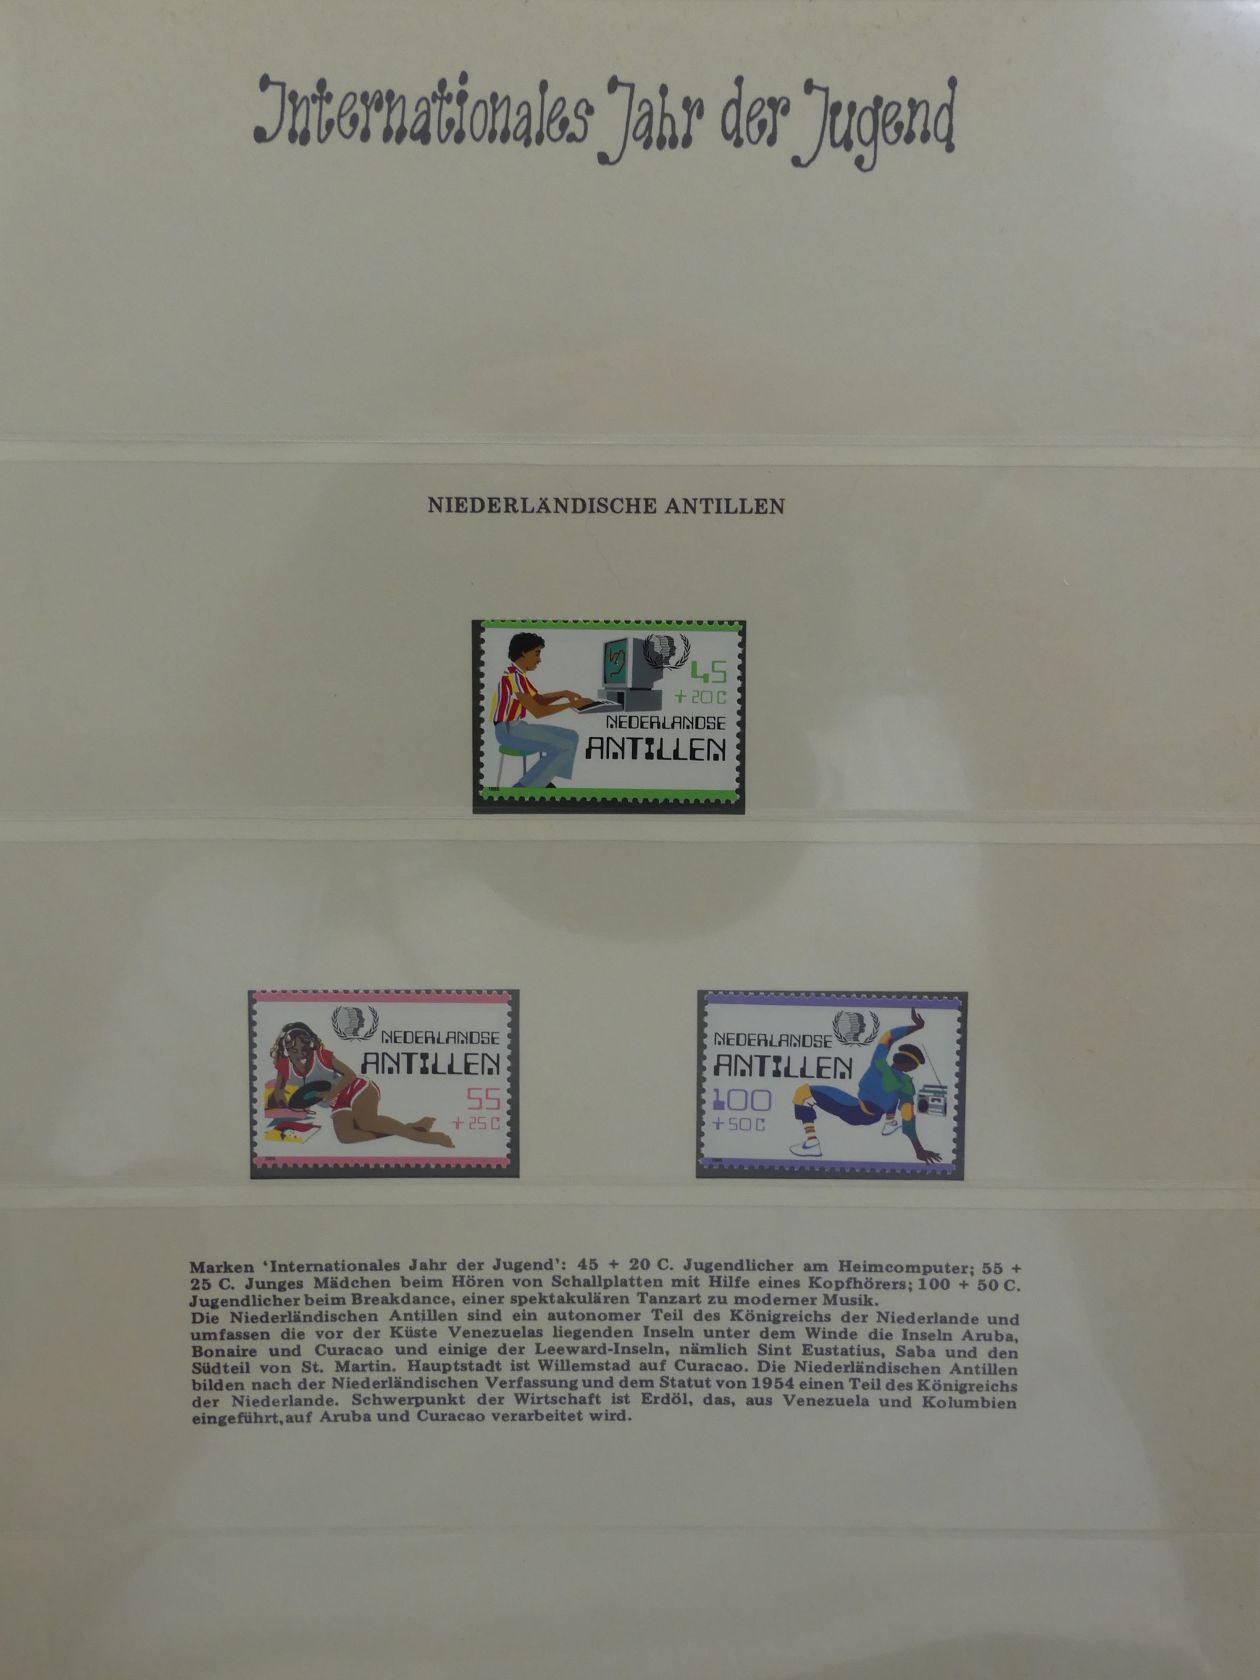 Internationales Jahr der Jugend
NIEDERLÄNDISCHE ANTILLEN
45
+ 20 C
NEDERLANDSE
ANTILLEN
1985
NEDERLANDSE
ANTILLEN
55
+ 25 C
NEDERLANDSE
ANTILLEN
100
+ 50 C
Marken ‘Internationales Jahr der Jugend’: 45 + 20 C. Jugendlicher am Heimcomputer; 55 +
25 C. Junges Mädchen beim Hören von Schallplatten mit Hilfe eines Kopfhörers; 100 + 50 C.
Jugendlicher beim Breakdance, einer spektakulären Tanzart zu moderner Musik.
Die Niederländischen Antillen sind ein autonomer Teil des Königreichs der Niederlande und
umfassen die vor der Küste Venezuelas liegenden Inseln unter dem Winde die Inseln Aruba,
Bonaire und Curacao und einige der Leeward-Inseln, nämlich Sint Eustatius, Saba und den
Südteil von St. Martin. Hauptstadt ist Willemstad auf Curacao. Die Niederländischen Antillen
bilden nach der Niederländischen Verfassung und dem Statut von 1954 einen Teil des Königreichs
der Niederlande. Schwerpunkt der Wirtschaft ist Erdöl, das, aus Venezuela und Kolumbien
eingeführt, auf Aruba und Curacao verarbeitet wird.